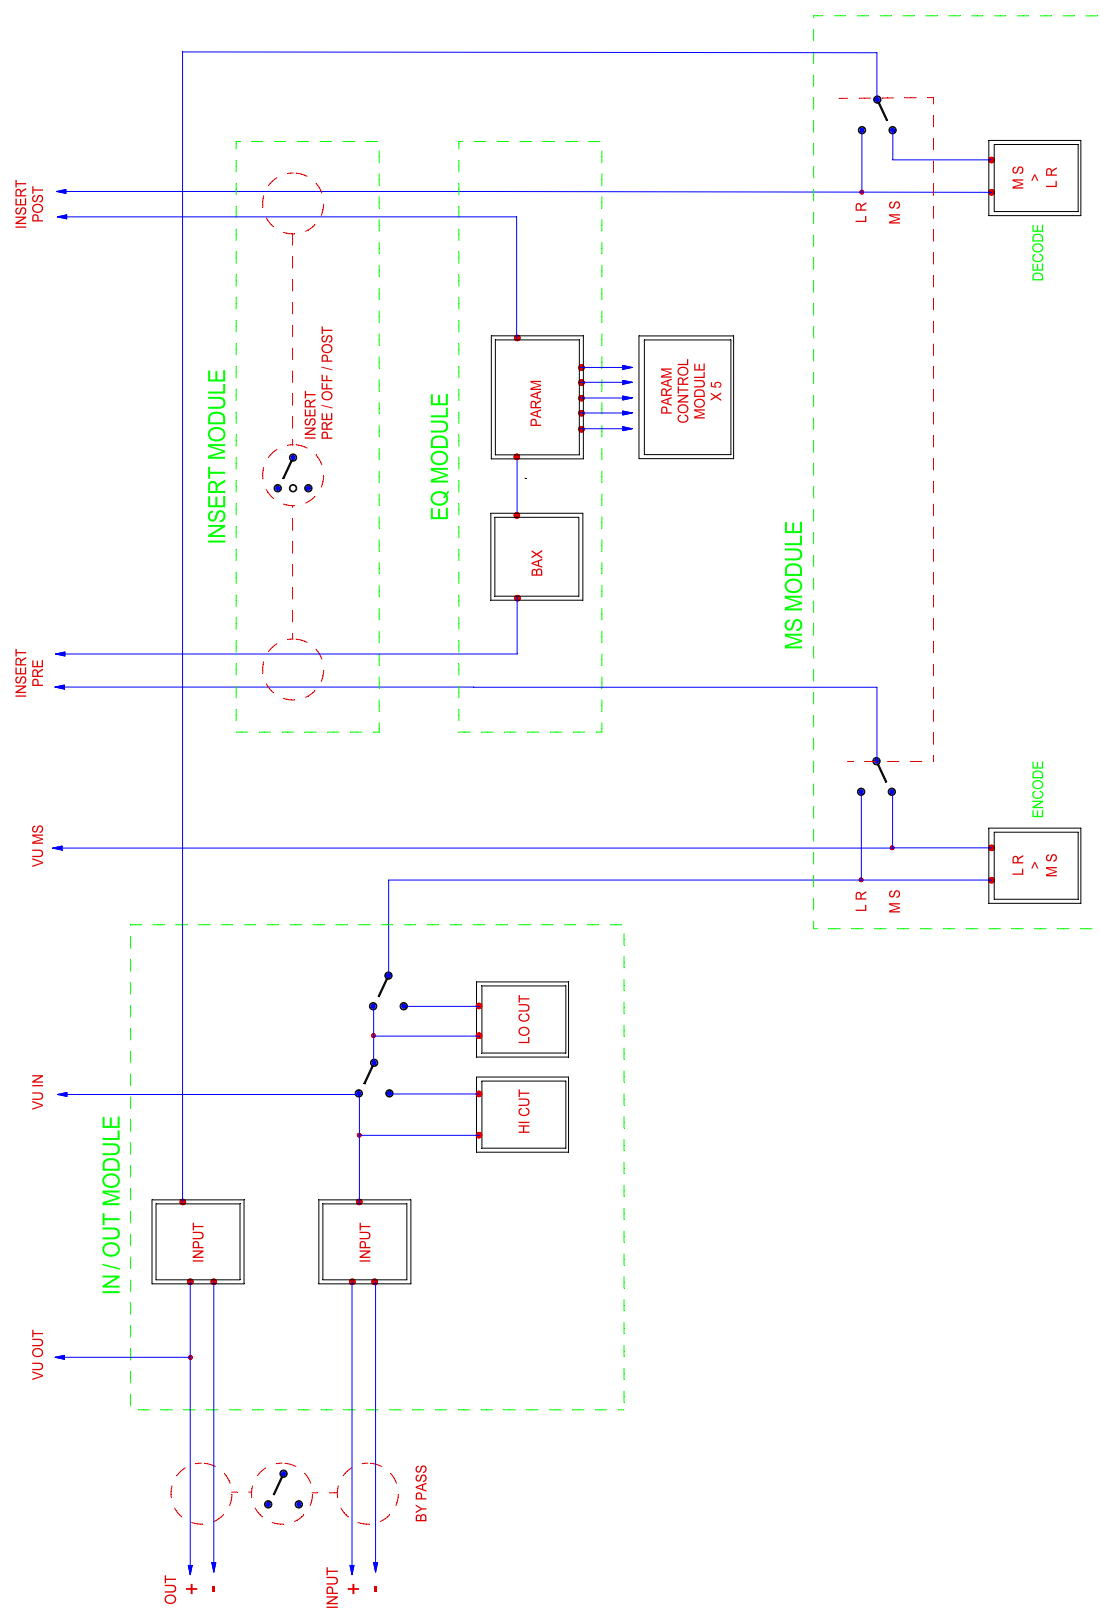 INSERT
POST
INSERT
PRE
VU MS
VU IN
VU OUT
INSERT MODULE
INSERT
PRE / OFF / POST
EQ MODULE
PARAM
BAX
PARAM
CONTROL
MODULE
X 5
MS MODULE
L R
M S
M S
>
L R
DECODE
L R
M S
L R
>
M S
ENCODE
IN / OUT MODULE
LO CUT
HI CUT
INPUT
INPUT
BY PASS
OUT
+
-
INPUT
+
-